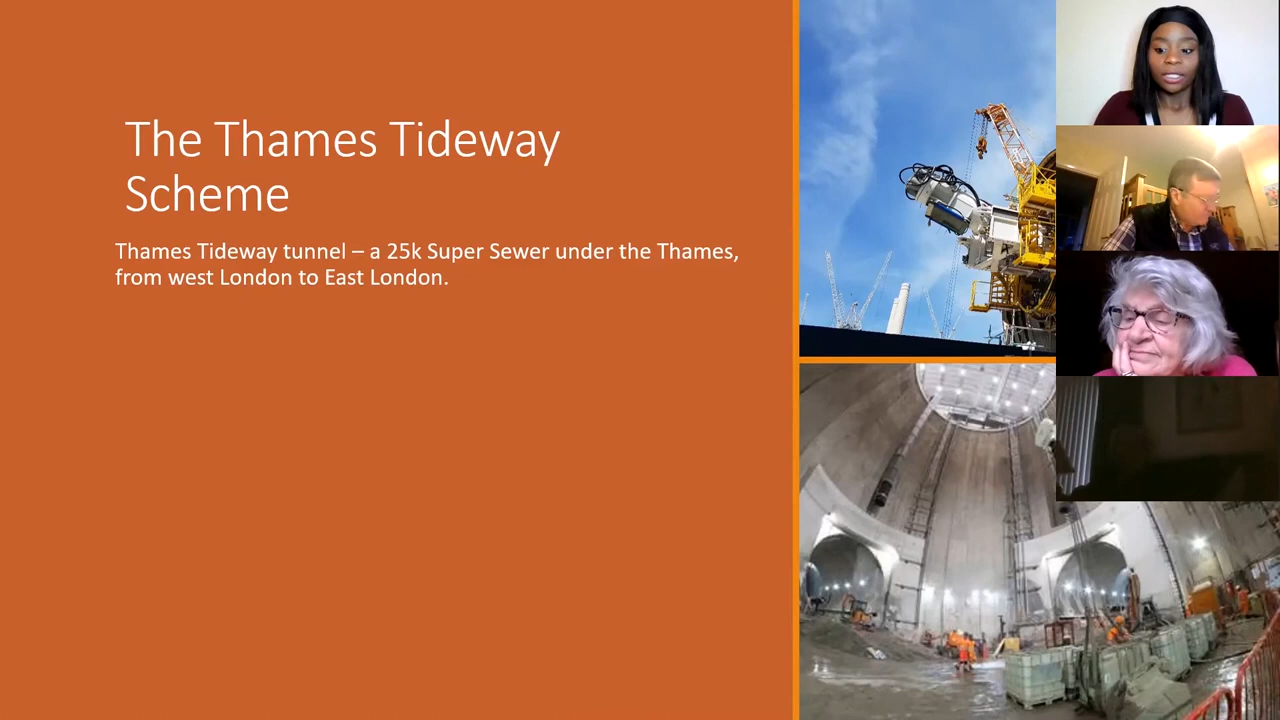 The Thames Tideway
Scheme
Thames Tideway tunnel – a 25k Super Sewer under the Thames,
from west London to East London.